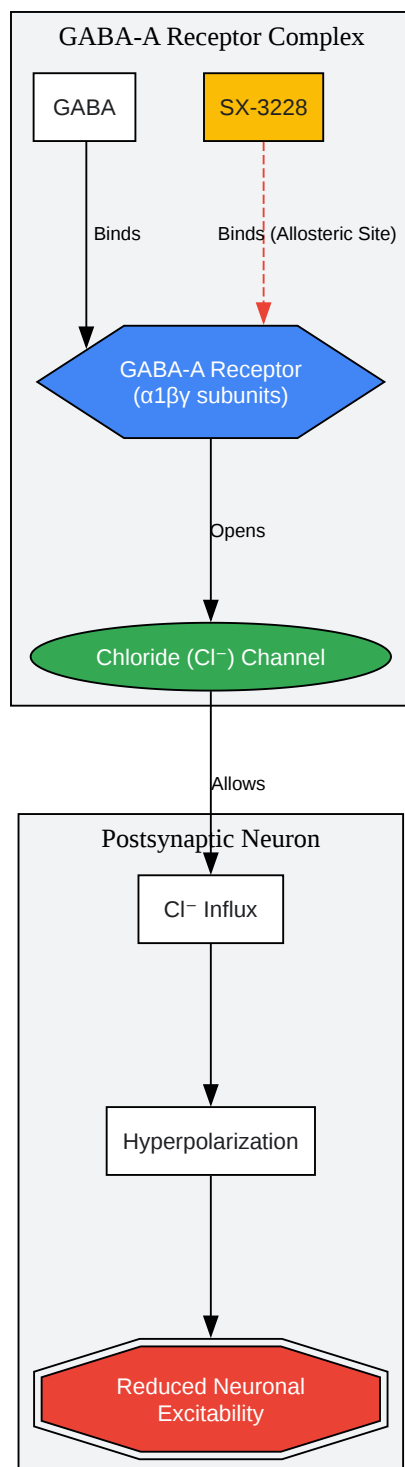 GABA-A Receptor Complex
GABA
SX-3228
Binds
Binds (Allosteric Site)
GABA-A Receptor
(α1βγ subunits)
Opens
Chloride (Cl⁻) Channel
Allows
Postsynaptic Neuron
Cl⁻ Influx
Hyperpolarization
Reduced Neuronal
Excitability